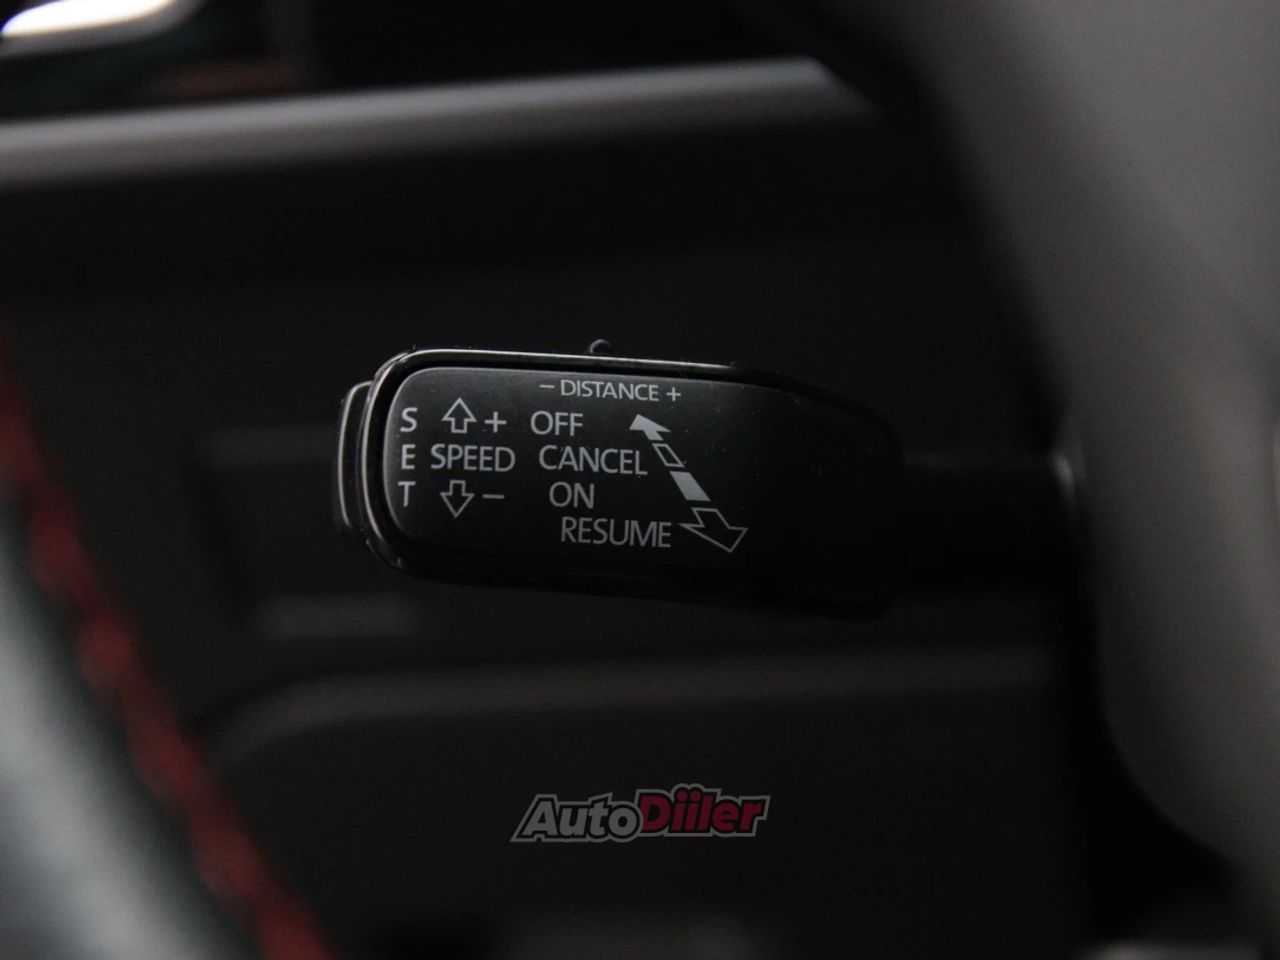 – DISTANCE +
S + OFF
E SPEED CANCEL
T – ON
RESUME
AutoDiiler